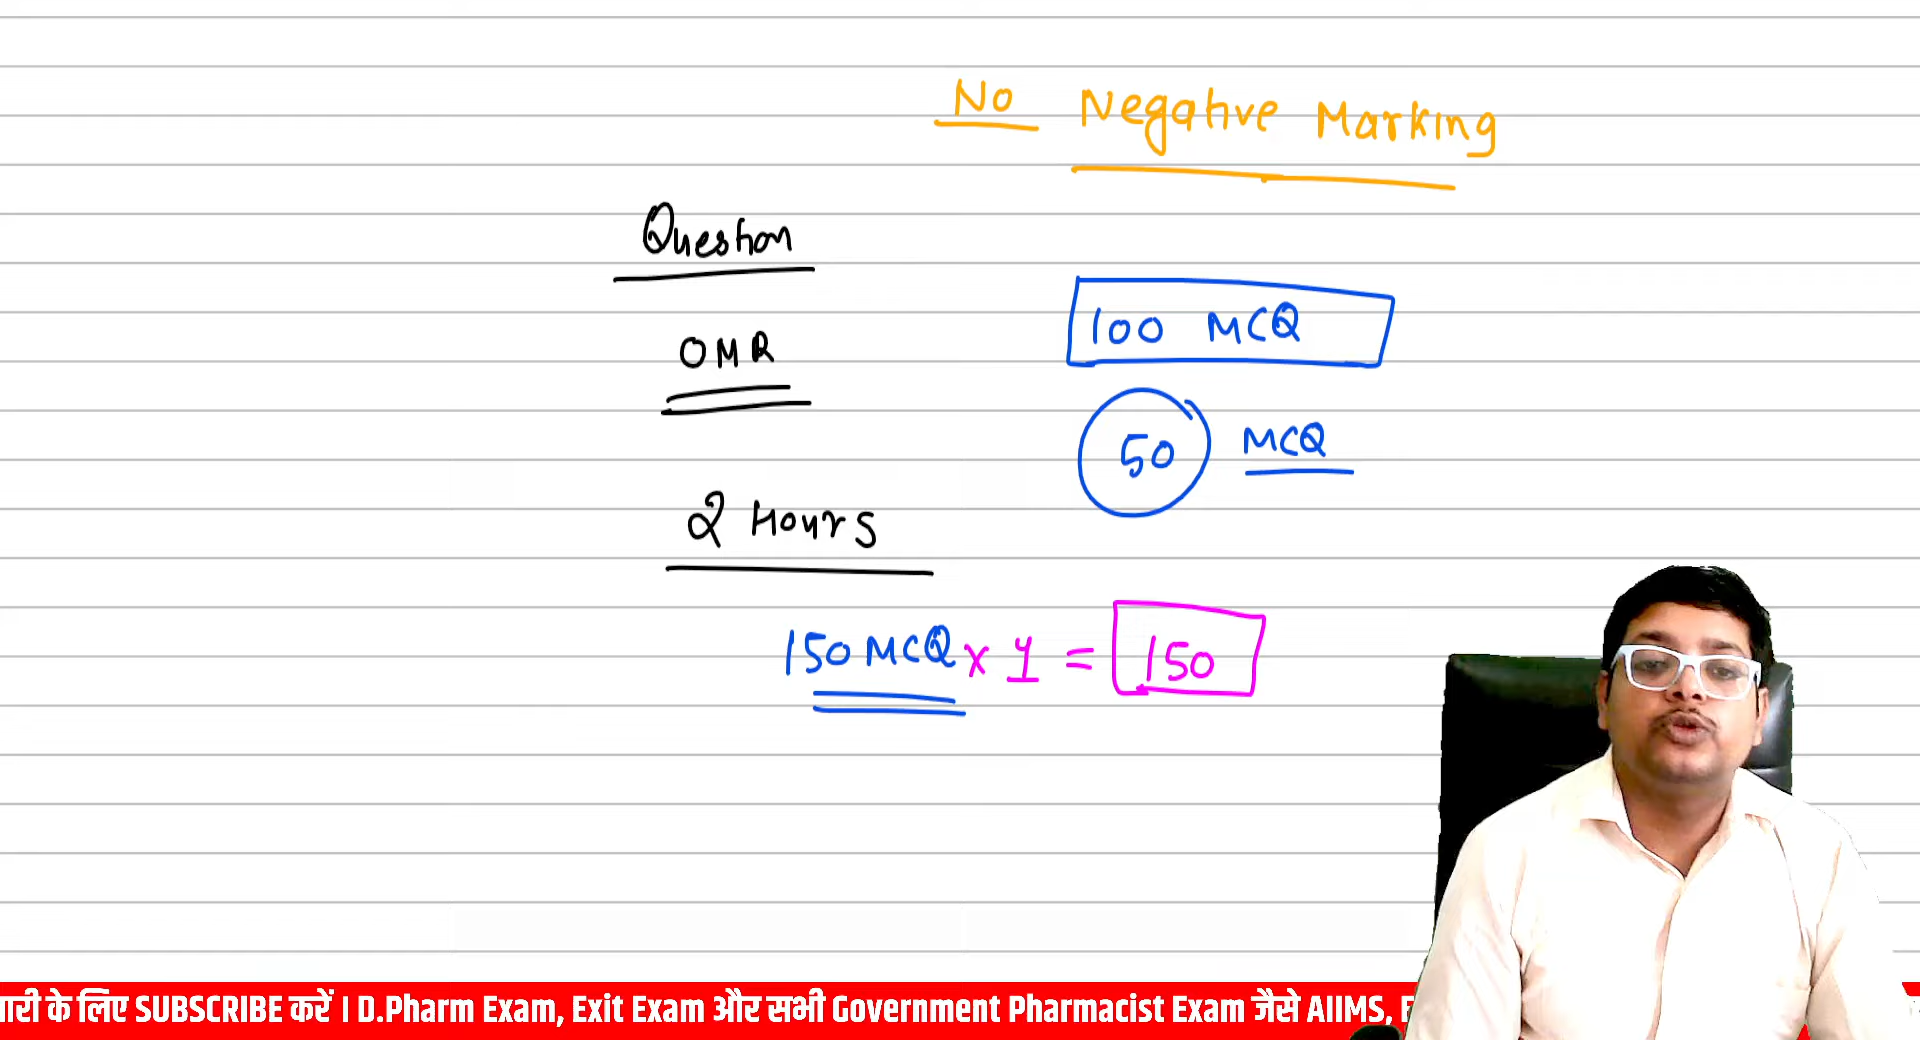 No Negative Marking
Question
100 MCQ
OMR
50 MCQ
2 Hours
150 MCQ x 1 = 150
के लिए SUBSCRIBE करें । D.Pharm Exam, Exit Exam और सभी Government Pharmacist Exam जैसे AIIMS,